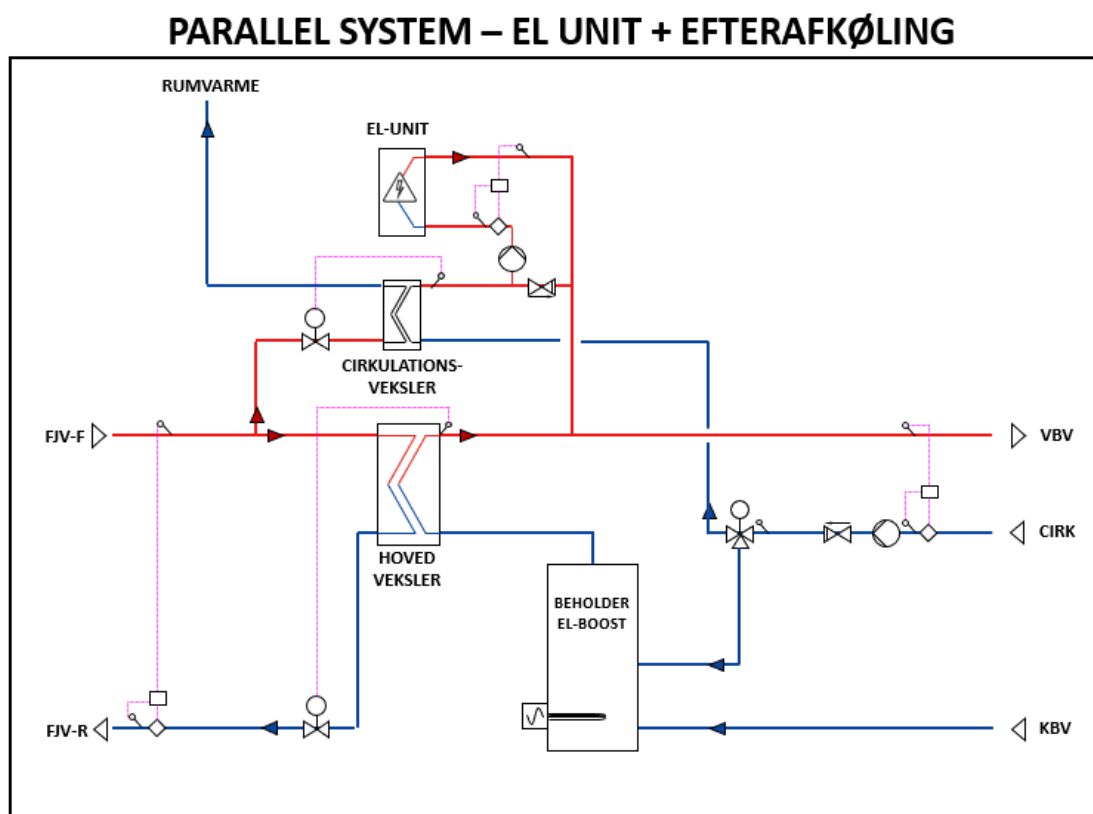 PARALLEL SYSTEM – EL UNIT + EFTERAFKØLING
RUMVARME
EL-UNIT
CIRKULATIONS-
VEKSLER
FJV-F
VBV
CIRK
HOVED
VEKSLER
BEHOLDER
EL-BOOST
FJV-R
KBV